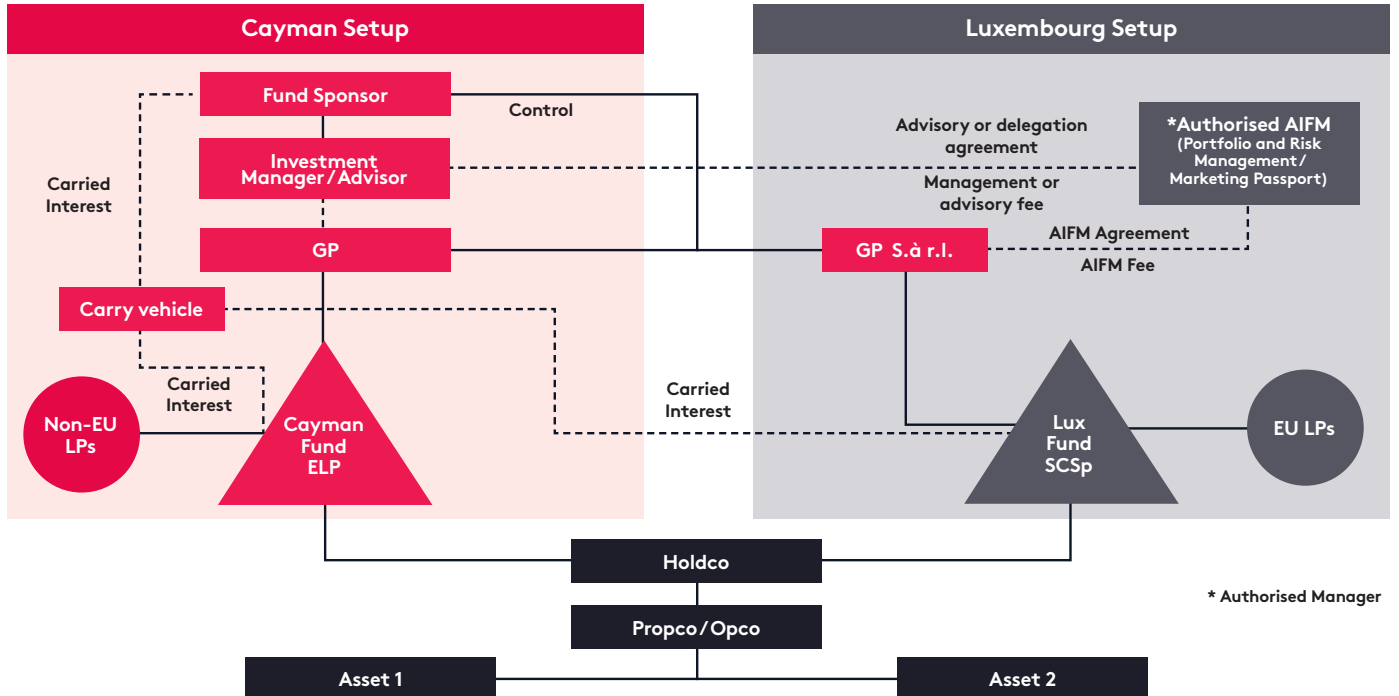 Cayman Setup
Luxembourg Setup
Fund Sponsor
Control
Investment
Manager/Advisor
Advisory or delegation
agreement
*Authorised AIFM
(Portfolio and Risk
Management/
Marketing Passport)
Management or
advisory fee
Carried
Interest
GP
GP S.à r.l.
AIFM Agreement
AIFM Fee
Carry vehicle
Carried
Interest
Carried
Interest
Non-EU
LPs
Cayman
Fund
ELP
Lux
Fund
SCSp
EU LPs
Holdco
* Authorised Manager
Propco/Opco
Asset 1
Asset 2